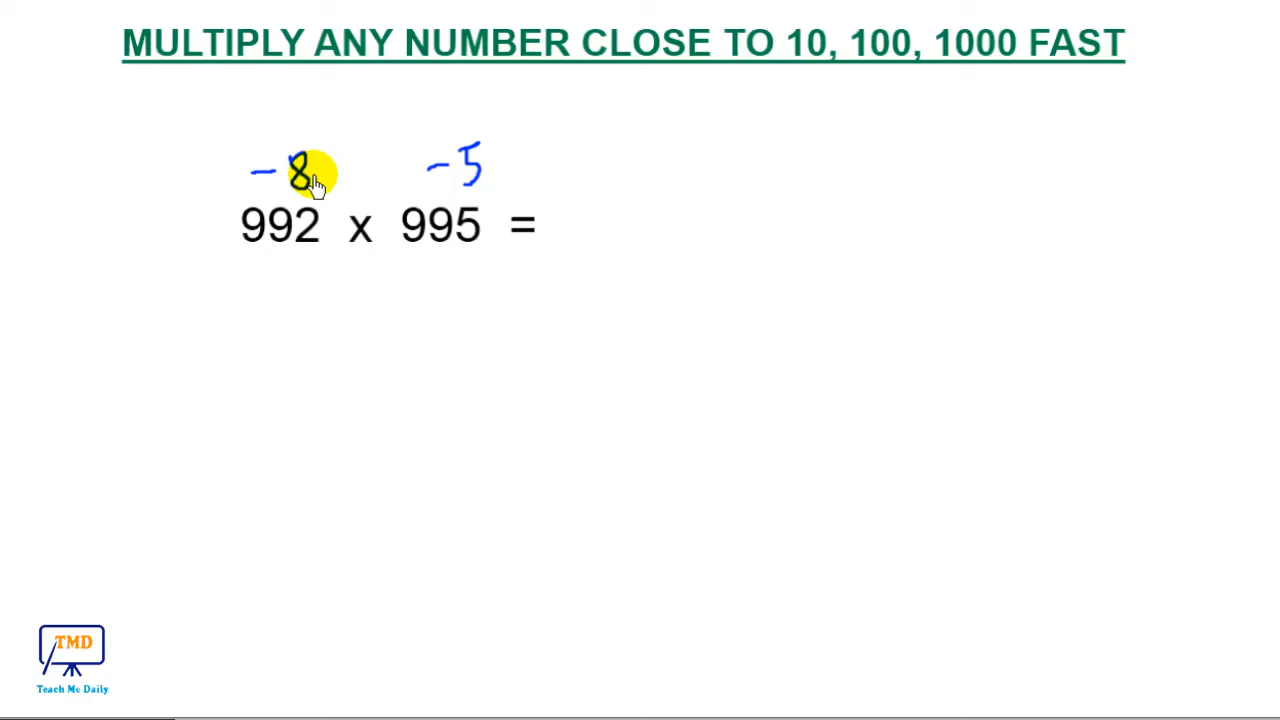 MULTIPLY ANY NUMBER CLOSE TO 10, 100, 1000 FAST
-8 -5
992 x 995 =
TMD
Teach Me Daily